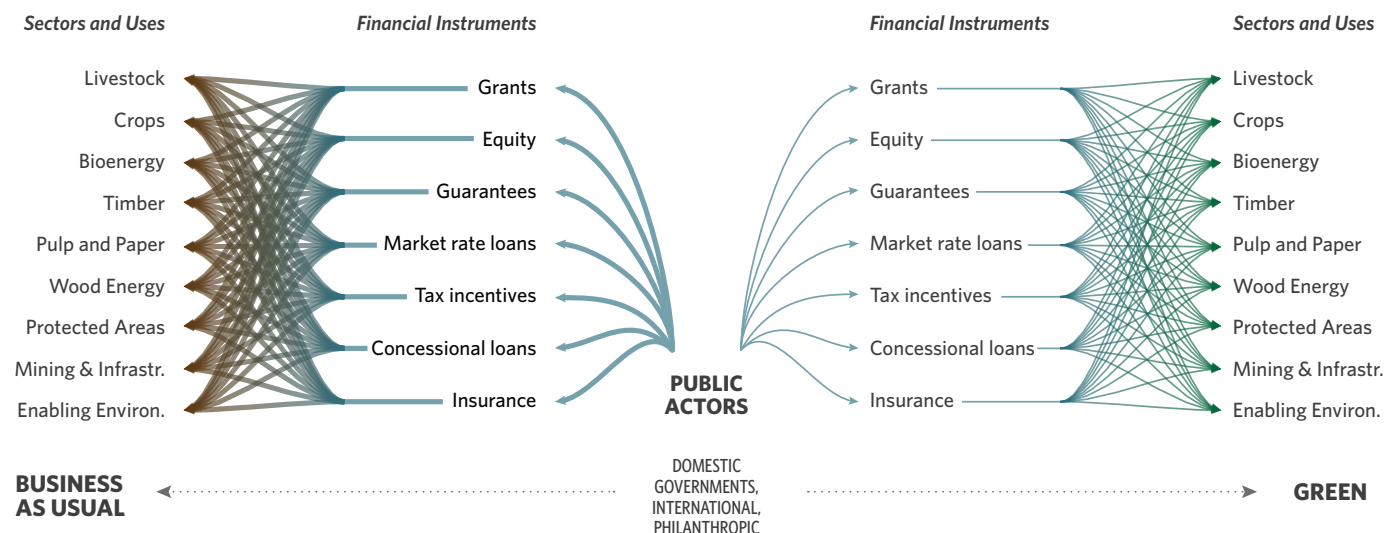 Sectors and Uses
Financial Instruments
Financial Instruments
Sectors and Uses
Livestock
Crops
Bioenergy
Timber
Pulp and Paper
Wood Energy
Protected Areas
Mining & Infrastr.
Enabling Environ.
Grants
Equity
Guarantees
Market rate loans
Tax incentives
Concessional loans
Insurance
PUBLIC
ACTORS
Grants
Equity
Guarantees
Market rate loans
Tax incentives
Concessional loans
Insurance
Livestock
Crops
Bioenergy
Timber
Pulp and Paper
Wood Energy
Protected Areas
Mining & Infrastr.
Enabling Environ.
BUSINESS
AS USUAL
DOMESTIC
GOVERNMENTS,
INTERNATIONAL,
PHILANTHROPIC
GREEN